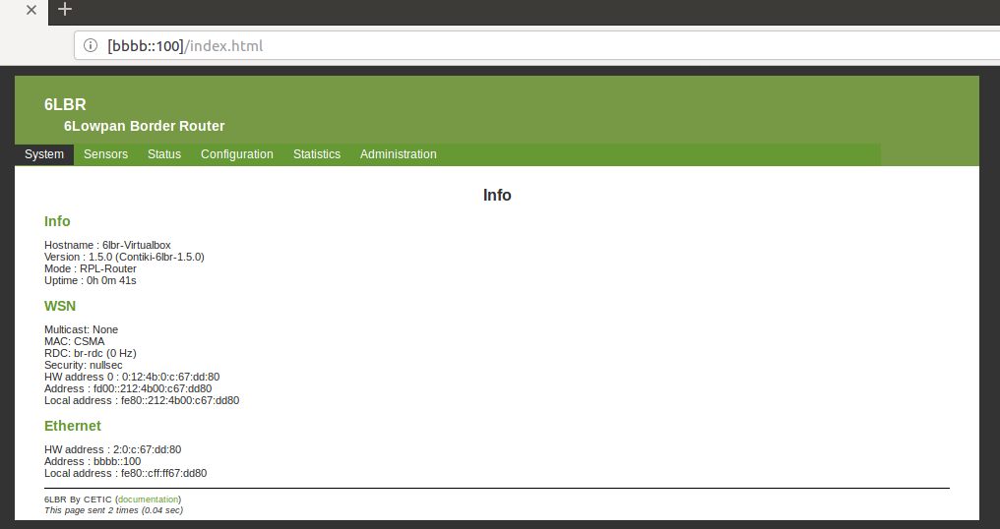 [bbbb::100]/index.html
6LBR
6Lowpan Border Router
System Sensors Status Configuration Statistics Administration
Info
Info
Hostname : 6lbr-Virtualbox
Version : 1.5.0 (Contiki-6lbr-1.5.0)
Mode : RPL-Router
Uptime : 0h 0m 41s
WSN
Multicast: None
MAC: CSMA
RDC: br-rdc (0 Hz)
Security: nullsec
HW address 0 : 0:12:4b:0:c:67:dd:80
Address : fd00::212:4b00:c67:dd80
Local address : fe80::212:4b00:c67:dd80
Ethernet
HW address : 2:0:c:67:dd:80
Address : bbbb::100
Local address : fe80::cff:ff67:dd80
6LBR By CETIC (documentation)
This page sent 2 times (0.04 sec)